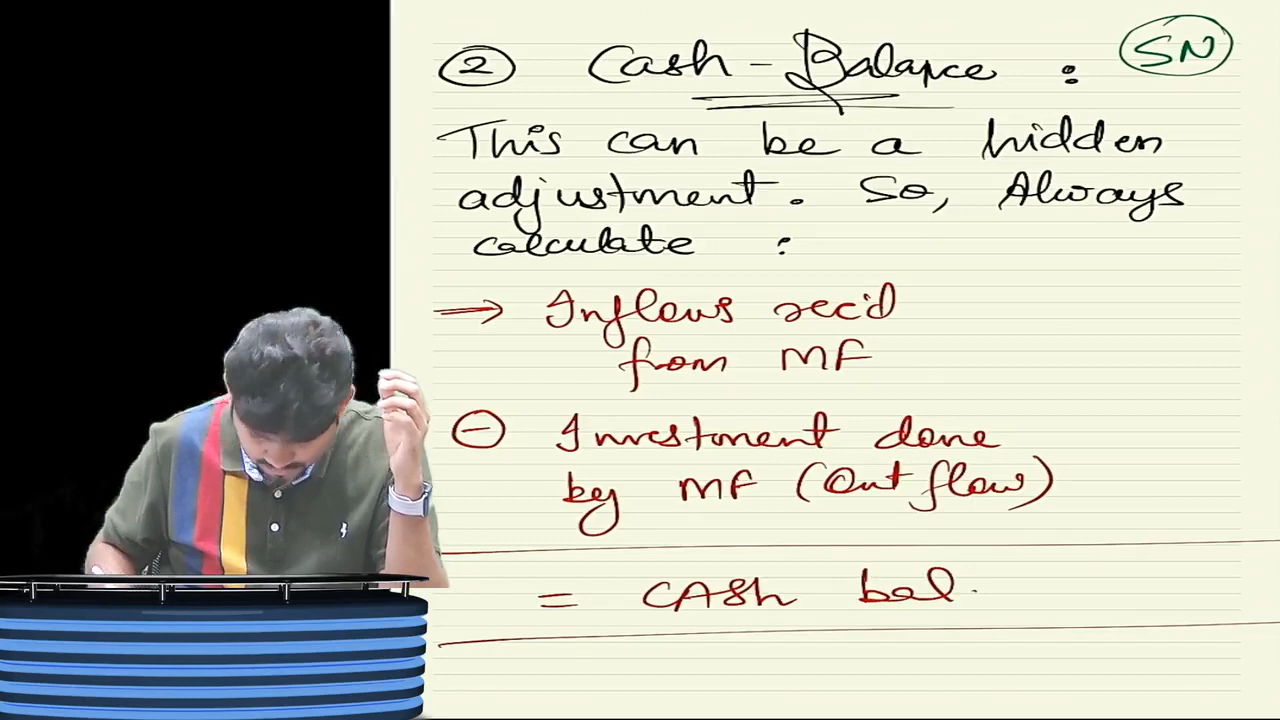 ② Cash - Balance : SN
This can be a hidden
adjustment. So, Always
calculate :
→ Inflows rec'd
from MF
⊖ Investment done
by MF (Outflow)
= CASh bal.